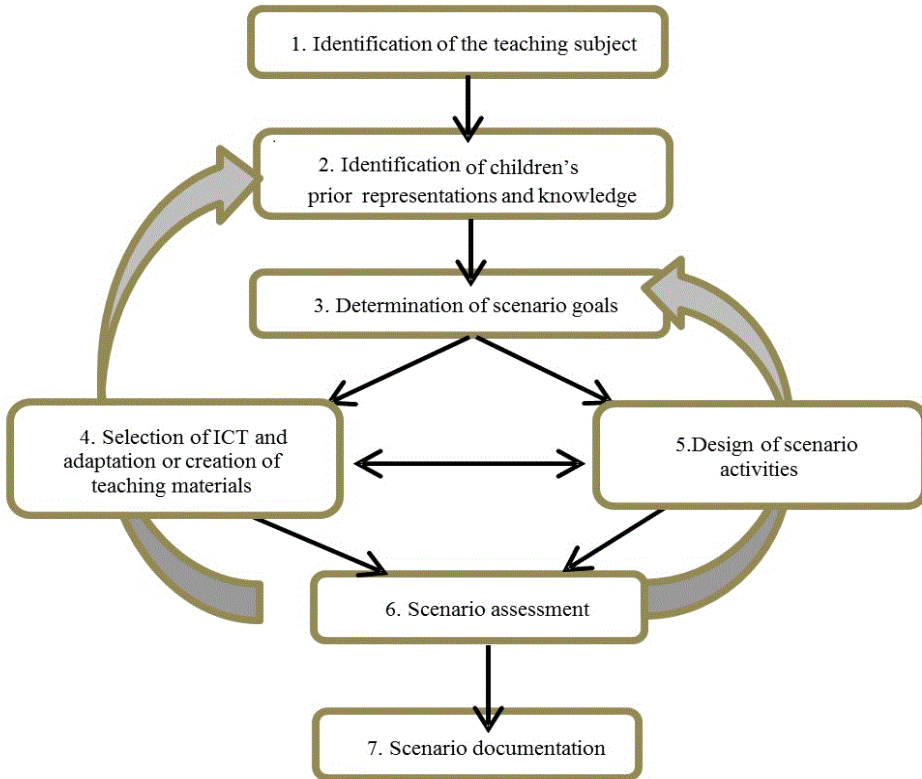 1. Identification of the teaching subject
2. Identification of children's
prior representations and knowledge
3. Determination of scenario goals
4. Selection of ICT and
adaptation or creation of
teaching materials
5.Design of scenario
activities
6. Scenario assessment
7. Scenario documentation